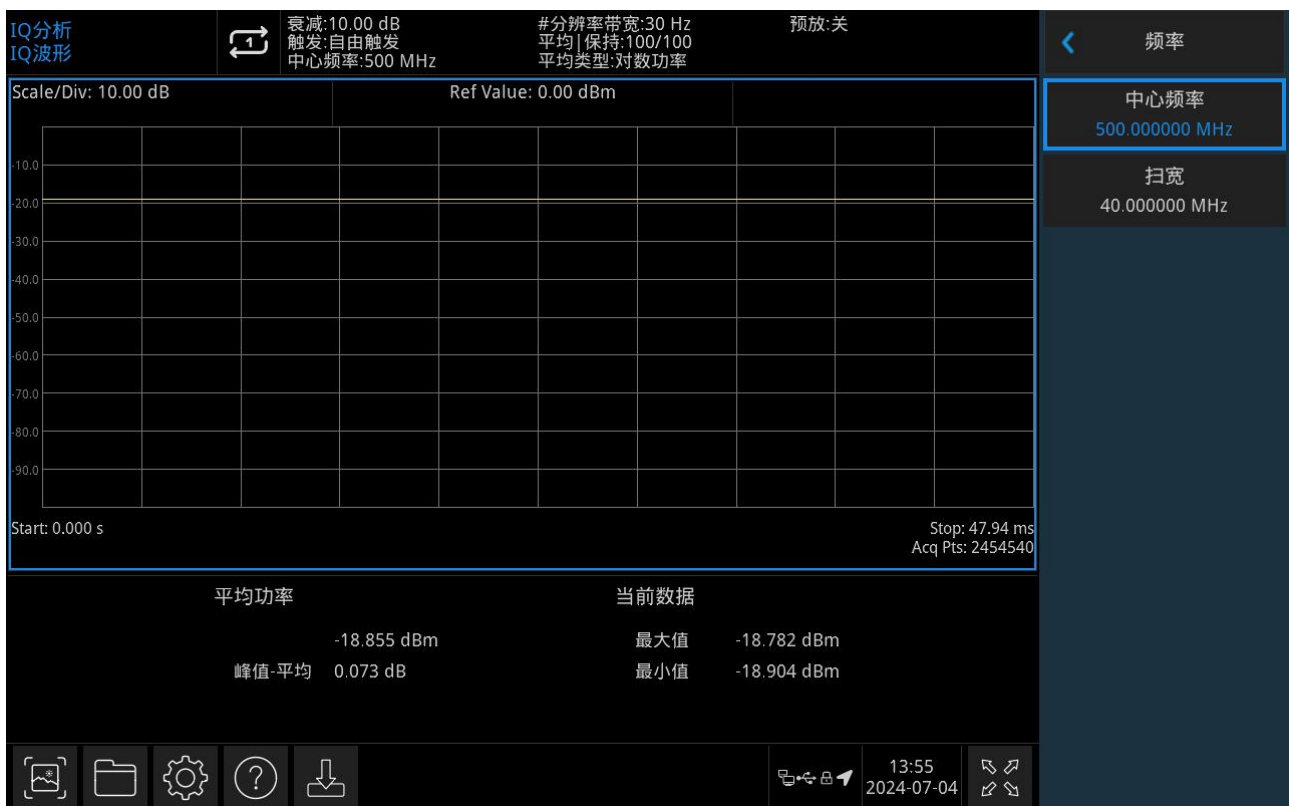 IQ分析
IQ波形
1
衰减:10.00 dB
触发:自由触发
中心频率:500 MHz
#分辨率带宽:30 Hz
平均|保持:100/100
平均类型:对数功率
预放:关
频率
Scale/Div: 10.00 dB
Ref Value: 0.00 dBm
中心频率
500.000000 MHz
扫宽
40.000000 MHz
-10.0
-20.0
-30.0
-40.0
-50.0
-60.0
-70.0
-80.0
-90.0
Start: 0.000 s
Stop: 47.94 ms
Acq Pts: 2454540
平均功率
-18.855 dBm
峰值-平均 0.073 dB
当前数据
最大值 -18.782 dBm
最小值 -18.904 dBm
?
13:55
2024-07-04